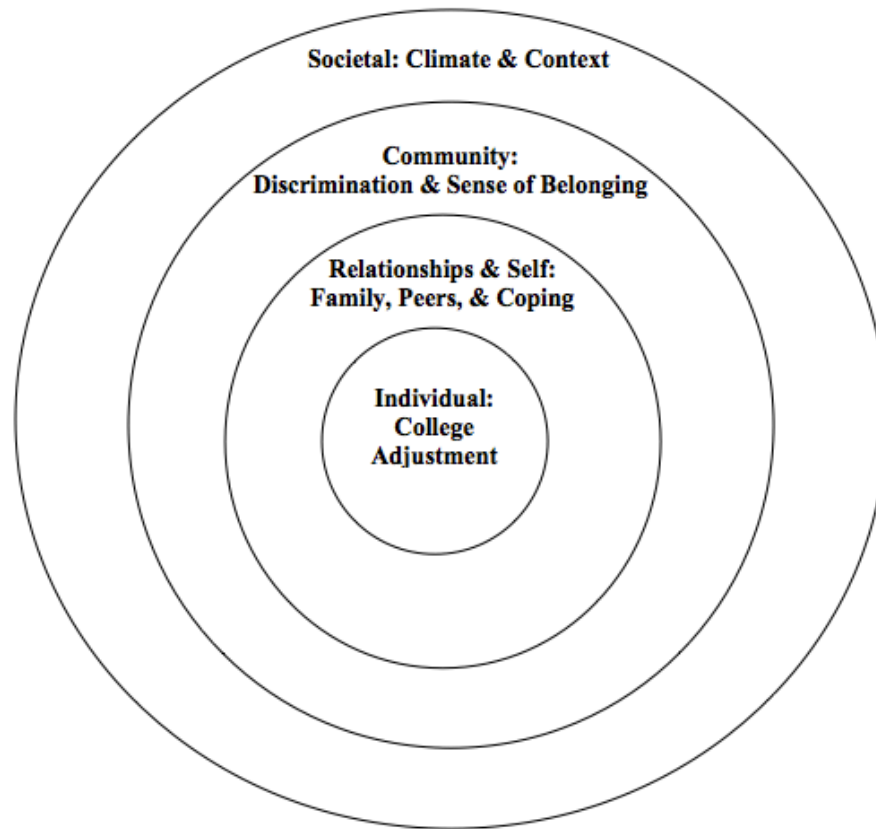 Societal: Climate & Context
Community:
Discrimination & Sense of Belonging
Relationships & Self:
Family, Peers, & Coping
Individual:
College
Adjustment